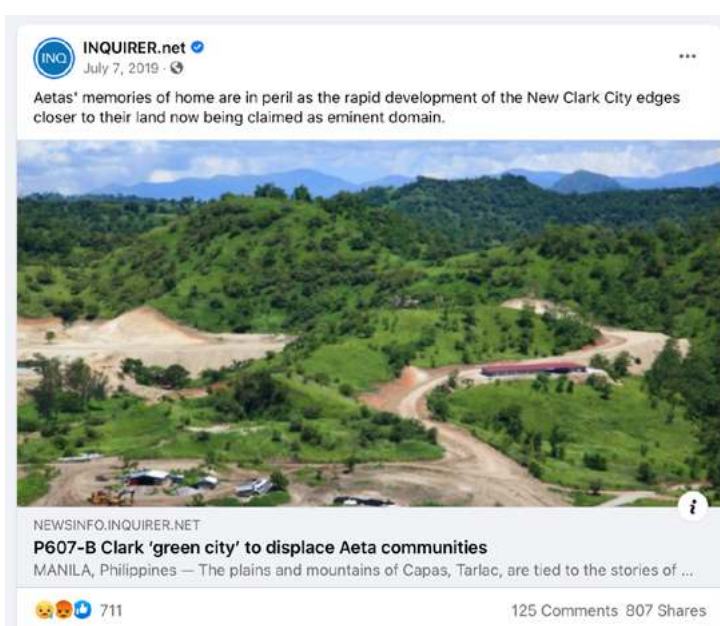 INQ
INQUIRER.net
July 7, 2019 ·
Aetas' memories of home are in peril as the rapid development of the New Clark City edges
closer to their land now being claimed as eminent domain.
i
NEWSINFO.INQUIRER.NET
P607-B Clark ‘green city’ to displace Aeta communities
MANILA, Philippines — The plains and mountains of Capas, Tarlac, are tied to the stories of ...
711
125 Comments 807 Shares